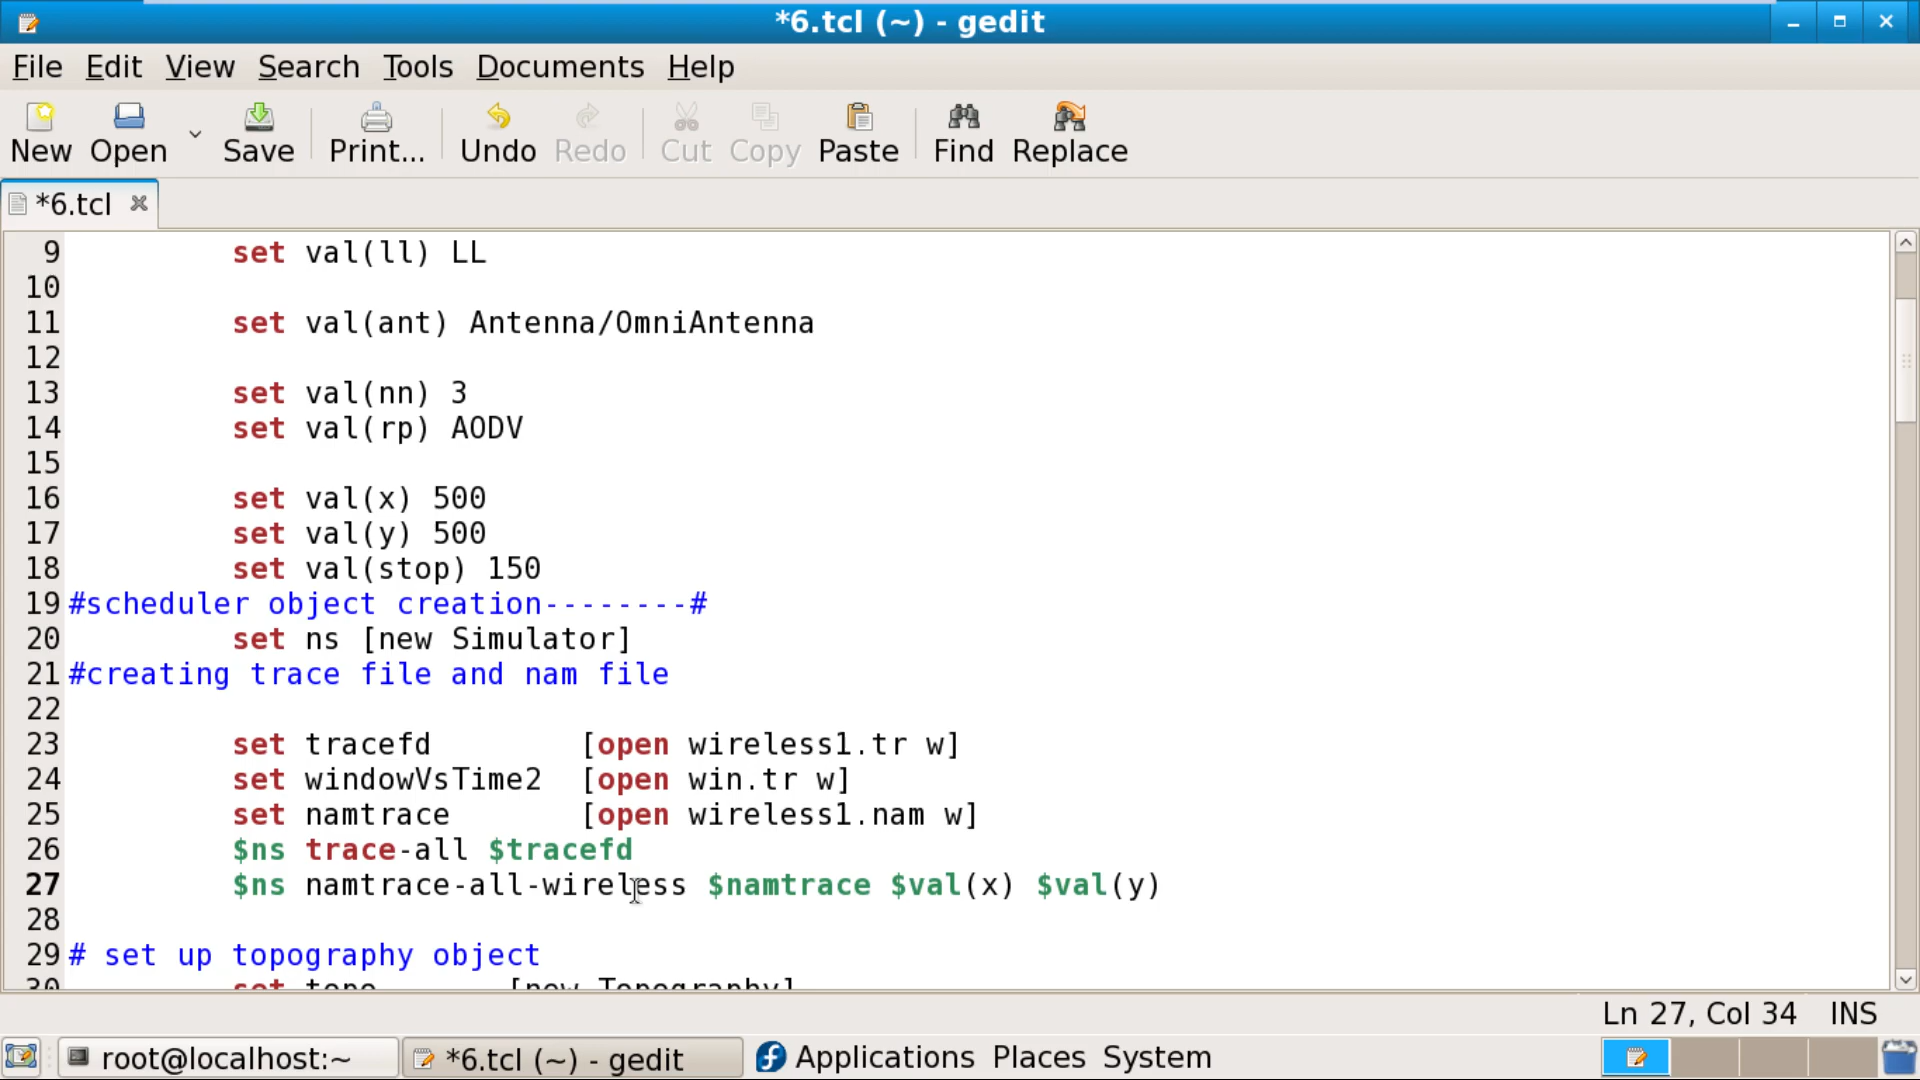 *6.tcl (~) - gedit
File Edit View Search Tools Documents Help
New Open Save Print... Undo Redo Cut Copy Paste Find Replace
*6.tcl
9 set val(ll) LL
10
11 set val(ant) Antenna/OmniAntenna
12
13 set val(nn) 3
14 set val(rp) AODV
15
16 set val(x) 500
17 set val(y) 500
18 set val(stop) 150
19 #scheduler object creation--------#
20 set ns [new Simulator]
21 #creating trace file and nam file
22
23 set tracefd [open wireless1.tr w]
24 set windowVsTime2 [open win.tr w]
25 set namtrace [open wireless1.nam w]
26 $ns trace-all $tracefd
27 $ns namtrace-all-wireless $namtrace $val(x) $val(y)
28
29 # set up topography object
30 set topo [new Topography]
Ln 27, Col 34 INS
root@localhost:~ *6.tcl (~) - gedit Applications Places System